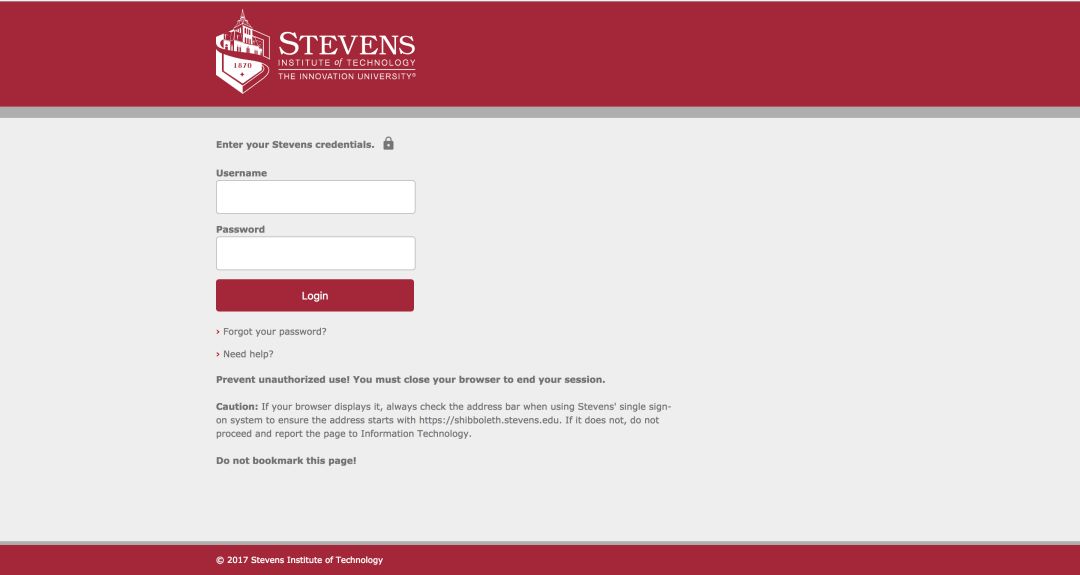 STEVENS
INSTITUTE of TECHNOLOGY
THE INNOVATION UNIVERSITY®
1870
Enter your Stevens credentials.
Username
Password
Login
› Forgot your password?
› Need help?
Prevent unauthorized use! You must close your browser to end your session.
Caution: If your browser displays it, always check the address bar when using Stevens' single sign-
on system to ensure the address starts with https://shibboleth.stevens.edu. If it does not, do not
proceed and report the page to Information Technology.
Do not bookmark this page!
© 2017 Stevens Institute of Technology